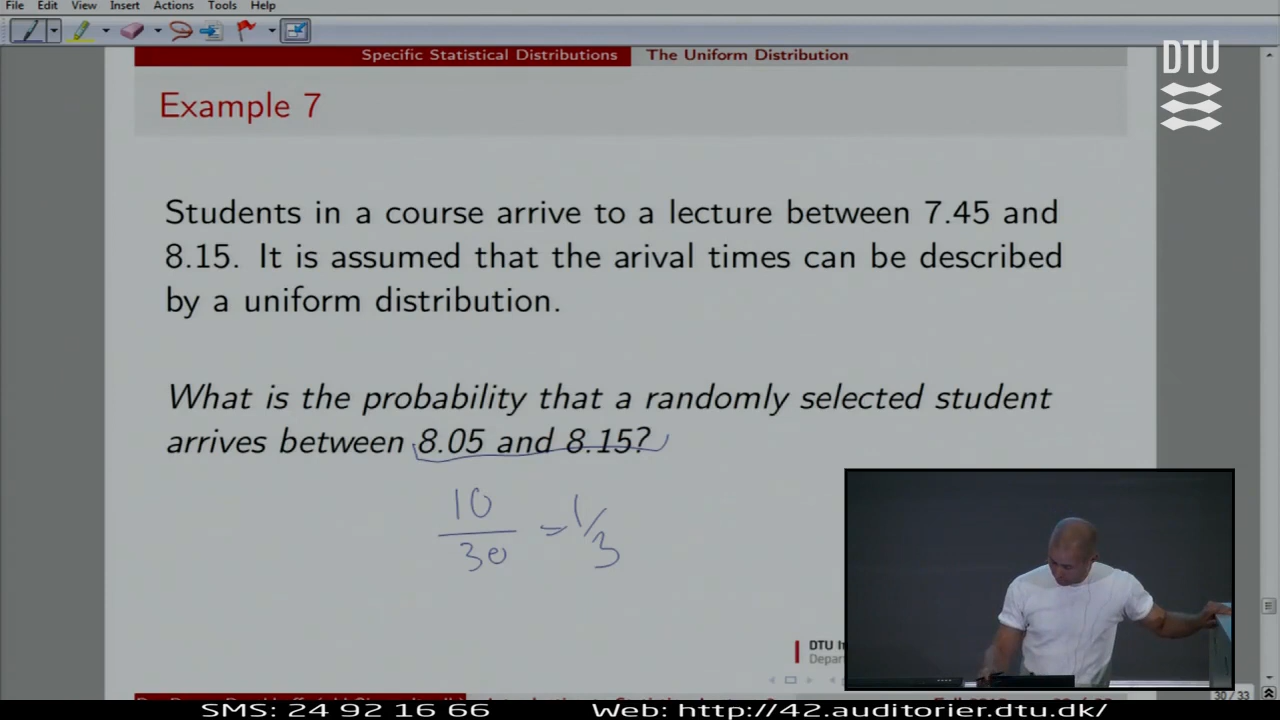 File Edit View Insert Actions Tools Help
Specific Statistical Distributions The Uniform Distribution
DTU
Example 7
Students in a course arrive to a lecture between 7.45 and
8.15. It is assumed that the arival times can be described
by a uniform distribution.
What is the probability that a randomly selected student
arrives between 8.05 and 8.15?
10
30
= 1/3
DTU
30/33
SMS: 24 92 16 66 Web: http://42.auditorier.dtu.dk/